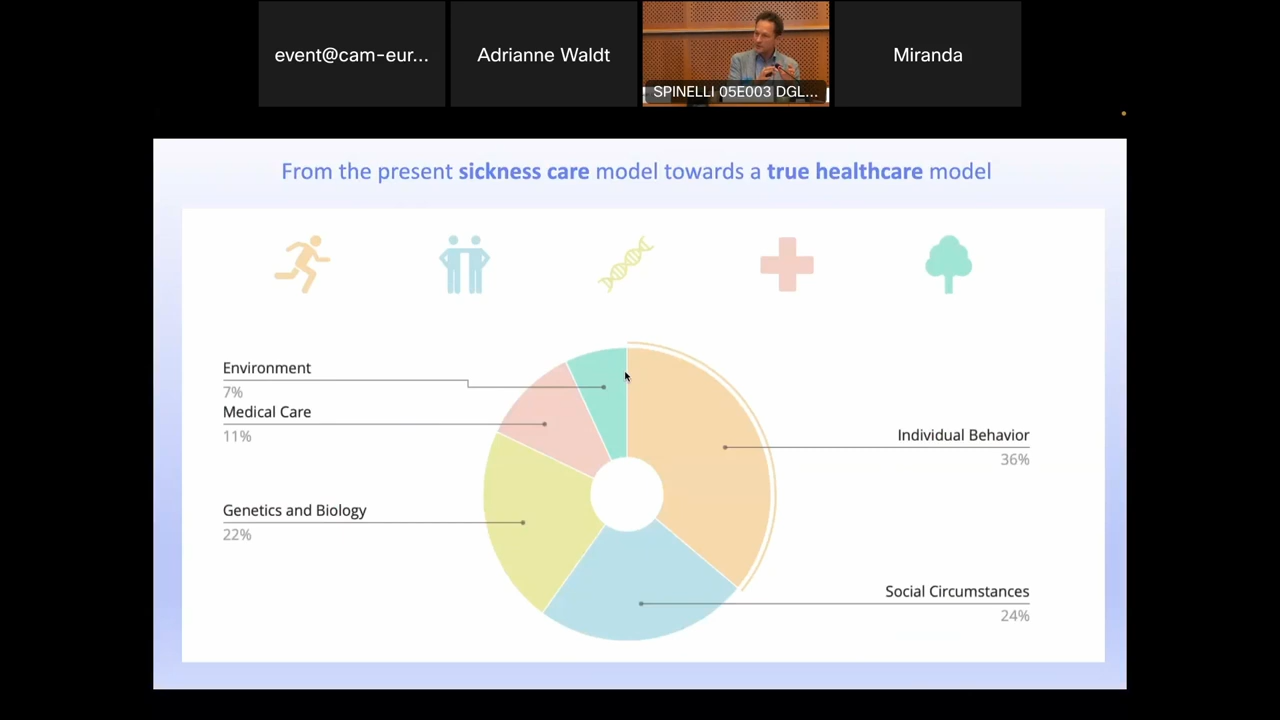 event@cam-eur...
Adrianne Waldt
SPINELLI 05E003 DGL...
Miranda
From the present sickness care model towards a true healthcare model
Environment
7%
Medical Care
11%
Genetics and Biology
22%
Individual Behavior
36%
Social Circumstances
24%